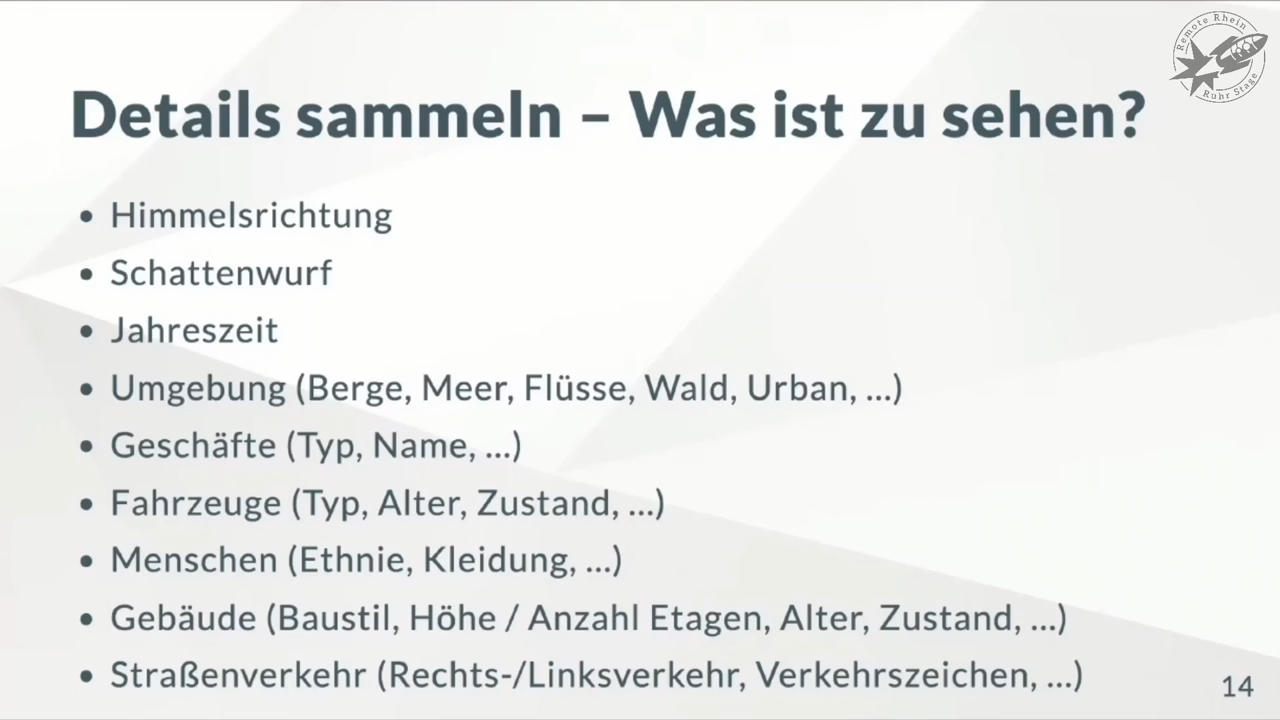 Remote Rhein
Ruhr Stage
Details sammeln – Was ist zu sehen?
• Himmelsrichtung
• Schattenwurf
• Jahreszeit
• Umgebung (Berge, Meer, Flüsse, Wald, Urban, ...)
• Geschäfte (Typ, Name, ...)
• Fahrzeuge (Typ, Alter, Zustand, ...)
• Menschen (Ethnie, Kleidung, ...)
• Gebäude (Baustil, Höhe / Anzahl Etagen, Alter, Zustand, ...)
• Straßenverkehr (Rechts-/Linksverkehr, Verkehrszeichen, ...)
14